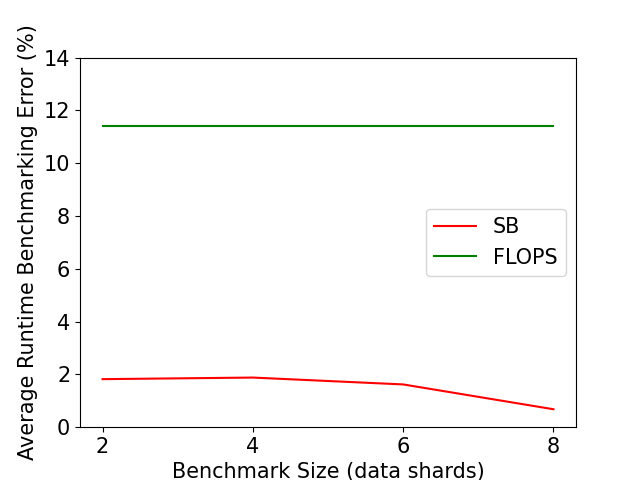 Average Runtime Benchmarking Error (%)
14
12
10
8
6
4
2
0
SB
FLOPS
2 4 6 8
Benchmark Size (data shards)